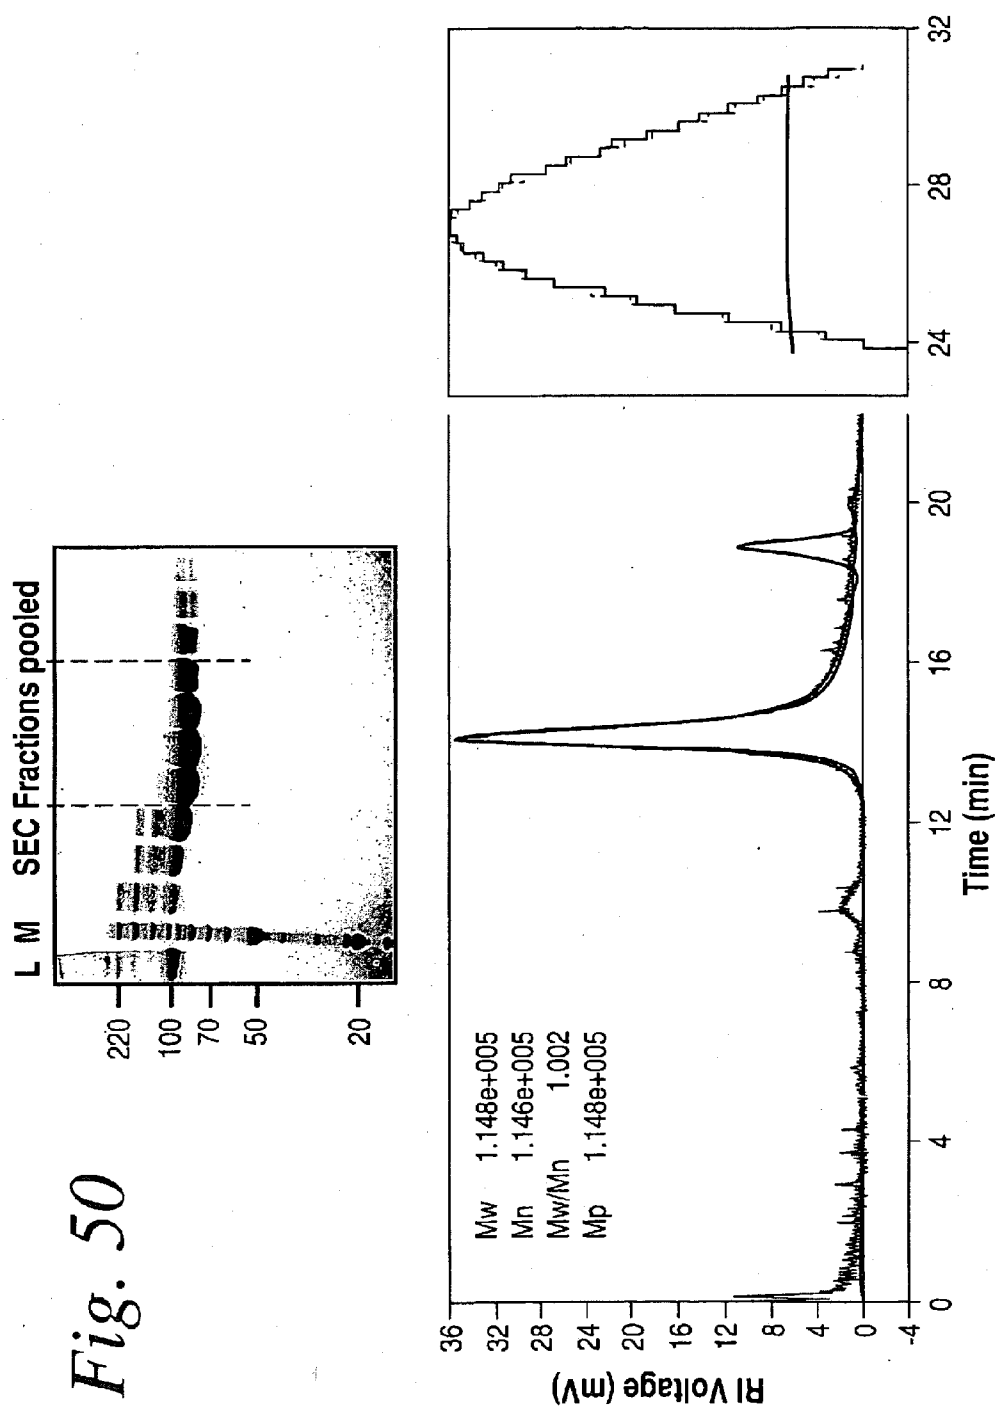 Fig. 50
L M SEC Fractions pooled
220
100
70
50
20
Mw 1.148e+005
Mn 1.146e+005
Mw/Mn 1.002
Mp 1.148e+005
RI Voltage (mV)
36
32
28
24
20
16
12
8
4
0
-4
0 4 8 12 16 20 24 28 32
Time (min)